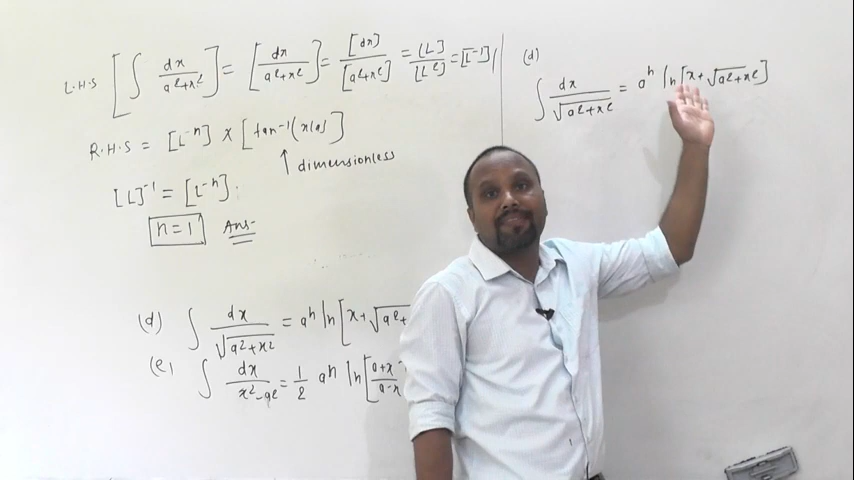 L.H.S [∫ dx/(a²+x²)] = [dx/(a²+x²)] = [dx]/[a²+x²] = [L]/[L²] = [L⁻¹]
R.H.S = [L⁻ⁿ] × [tan⁻¹(x/a)]
↑ dimensionless
[L]⁻¹ = [L⁻ⁿ]
n = 1 Ans-
(d) ∫ dx/√(a²+x²) = aⁿ ln[x+√a²+
(e) ∫ dx/(x²-a²) = 1/2 aⁿ ln[(a+x)/(a-x)
(d)
∫ dx/√(a²+x²) = aⁿ ln[x+√(a²+x²)]